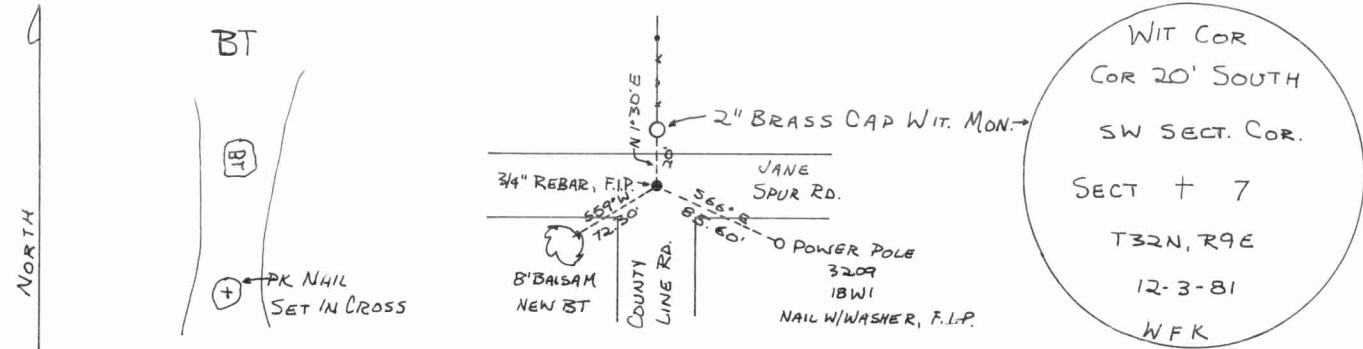 NORTH
BT
BT
PK NAIL
SET IN CROSS
N 1°30'E
20'
2" BRASS CAP WIT. MON.
3/4" REBAR, F.I.P.
JANE
SPUR RD.
S59°W
72.30'
S66°E
85.60'
8" BALSAM
NEW BT
COUNTY
LINE RD.
POWER POLE
3209
18W1
NAIL W/WASHER, F.I.P.
WIT COR
COR 20' SOUTH
SW SECT. COR.
SECT + 7
T32N, R9E
12-3-81
WFK